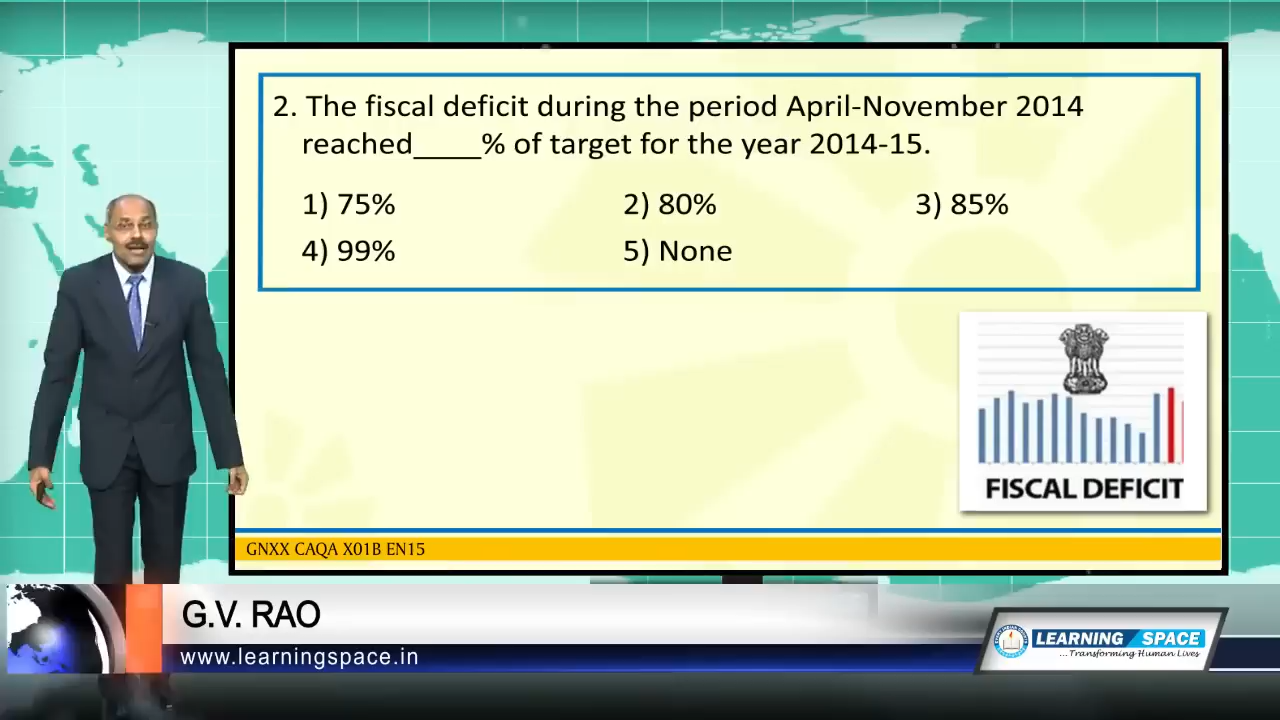 2. The fiscal deficit during the period April-November 2014
reached____% of target for the year 2014-15.
1) 75% 2) 80% 3) 85%
4) 99% 5) None
FISCAL DEFICIT
GNXX CAQA X01B EN15
G.V. RAO
www.learningspace.in
LEARNING SPACE
...Transforming Human Lives